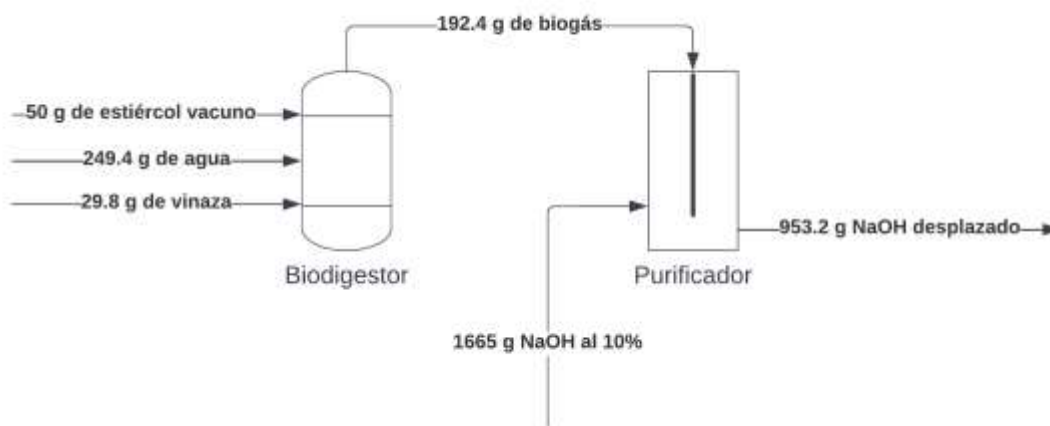 192.4 g de biogás
50 g de estiércol vacuno
249.4 g de agua
29.8 g de vinaza
953.2 g NaOH desplazado
Biodigestor
Purificador
1665 g NaOH al 10%